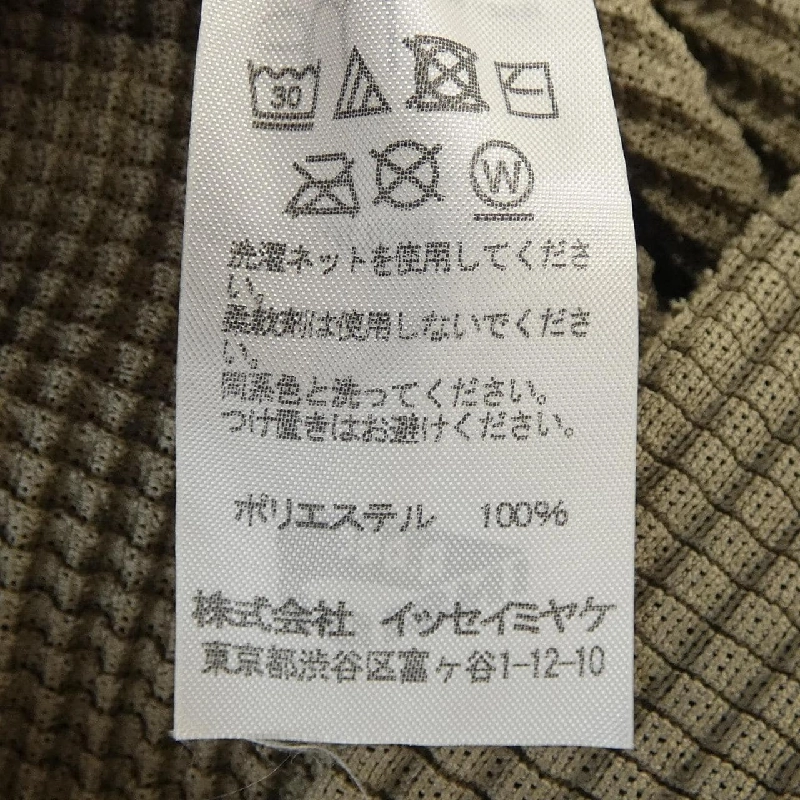 30
W
洗濯ネットを使用してくださ
い。
柔軟剤は使用しないでくださ
い。
同系色と洗ってください。
つけ置きはお避けください。
ポリエステル 100%
株式会社 イッセイミヤケ
東京都渋谷区富ヶ谷1-12-10